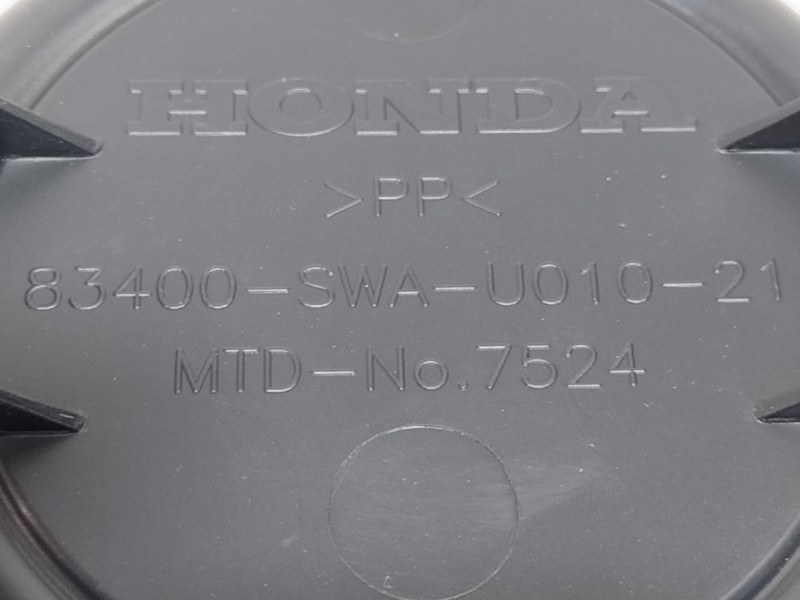 HONDA
>PP<
83400-SWA-U010-21
MTD-No.7524